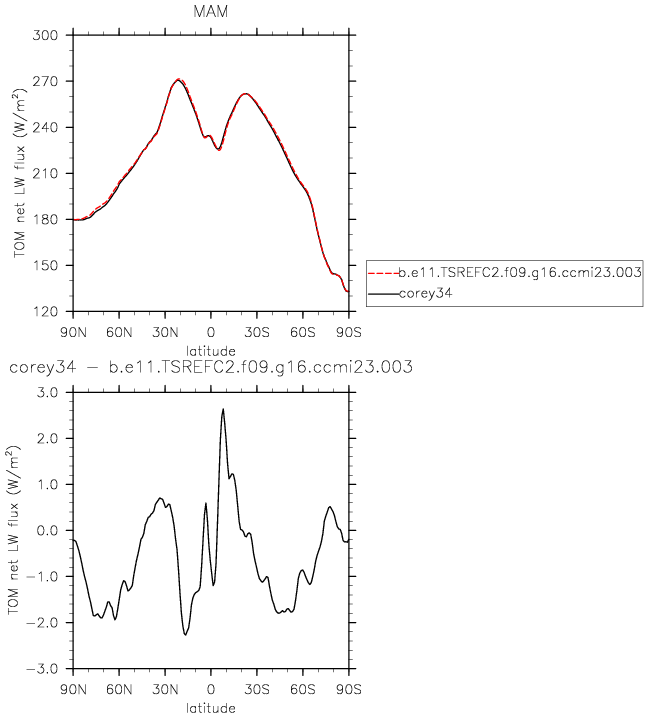 MAM
TOM net LW flux (W/m²)
300
270
240
210
180
150
120
90N 60N 30N 0 30S 60S 90S
latitude
b.e11.TSREFC2.f09.g16.ccmi23.003
corey34
corey34 − b.e11.TSREFC2.f09.g16.ccmi23.003
TOM net LW flux (W/m²)
3.0
2.0
1.0
0.0
−1.0
−2.0
−3.0
90N 60N 30N 0 30S 60S 90S
latitude